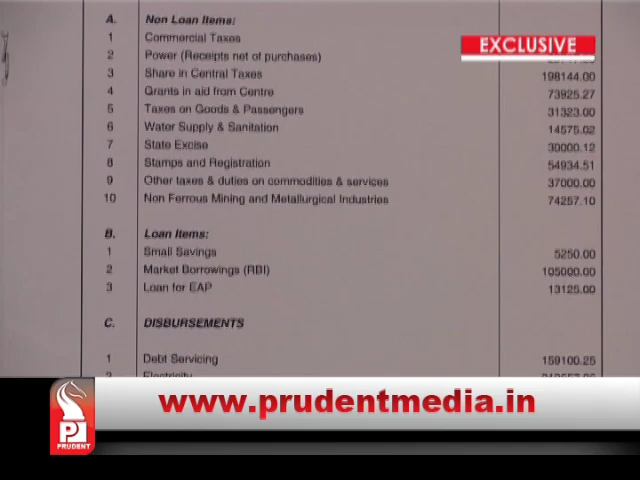 A. Non Loan Items:
1 Commercial Taxes
EXCLUSIVE
2 Power (Receipts net of purchases)
3 Share in Central Taxes 198144.00
4 Grants in aid from Centre 73925.27
5 Taxes on Goods & Passengers 31323.00
6 Water Supply & Sanitation 14575.02
7 State Excise 30000.12
8 Stamps and Registration 54934.51
9 Other taxes & duties on commodities & services 37000.00
10 Non Ferrous Mining and Metallurgical Industries 74257.10
B. Loan Items:
1 Small Savings 5250.00
2 Market Borrowings (RBI) 105000.00
3 Loan for EAP 13125.00
C. DISBURSEMENTS
1 Debt Servicing 159100.25
2 Electricity
www.prudentmedia.in
PRUDENT